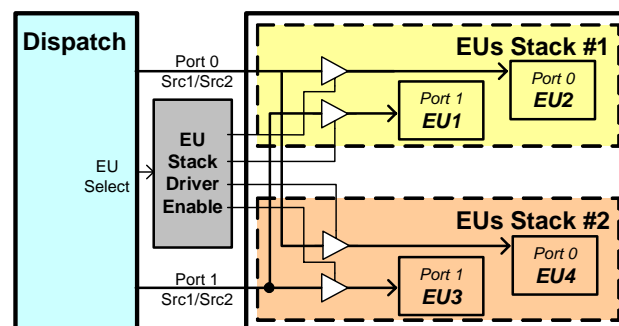 Dispatch
EUs Stack #1
Port 0
Src1/Src2
Port 0
EU2
Port 1
EU1
EU
Stack
Driver
Enable
EU
Select
EUs Stack #2
Port 0
EU4
Port 1
EU3
Port 1
Src1/Src2